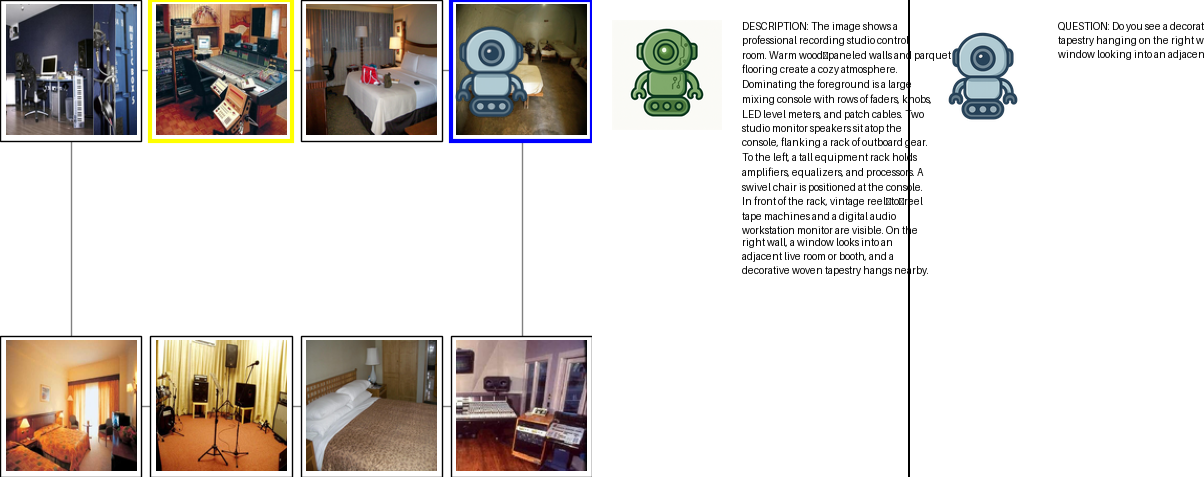 MUSIC BOX 5
DESCRIPTION: The image shows a
professional recording studio control
room. Warm wood paneled walls and parquet
flooring create a cozy atmosphere.
Dominating the foreground is a large
mixing console with rows of faders, knobs,
LED level meters, and patch cables. Two
studio monitor speakers sit atop the
console, flanking a rack of outboard gear.
To the left, a tall equipment rack holds
amplifiers, equalizers, and processors. A
swivel chair is positioned at the console.
In front of the rack, vintage reel to reel
tape machines and a digital audio
workstation monitor are visible. On the
right wall, a window looks into an
adjacent live room or booth, and a
decorative woven tapestry hangs nearby.
QUESTION: Do you see a decorat
tapestry hanging on the right w
window looking into an adjacen